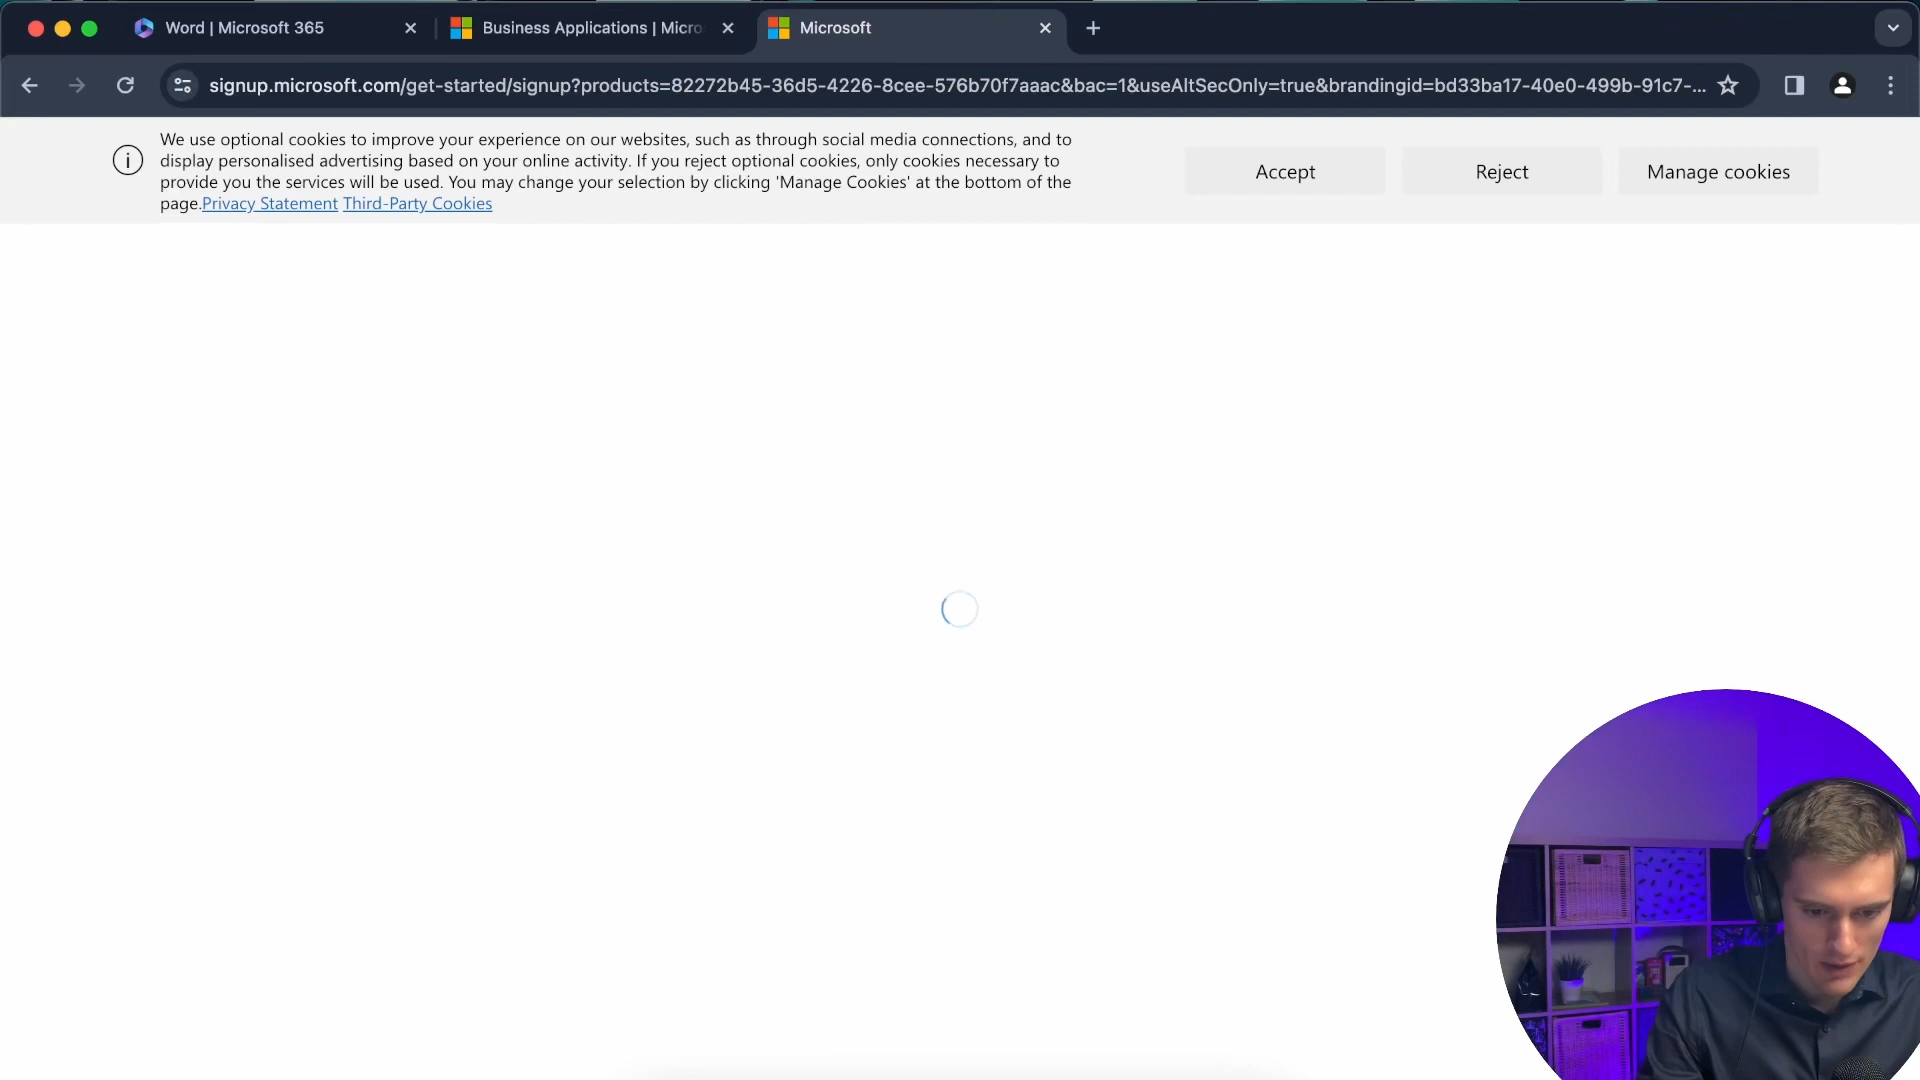 Word | Microsoft 365
Business Applications | Micro
Microsoft
signup.microsoft.com/get-started/signup?products=82272b45-36d5-4226-8cee-576b70f7aaac&bac=1&useAltSecOnly=true&brandingid=bd33ba17-40e0-499b-91c7-...
We use optional cookies to improve your experience on our websites, such as through social media connections, and to
display personalised advertising based on your online activity. If you reject optional cookies, only cookies necessary to
provide you the services will be used. You may change your selection by clicking 'Manage Cookies' at the bottom of the
page.Privacy Statement Third-Party Cookies
Accept
Reject
Manage cookies